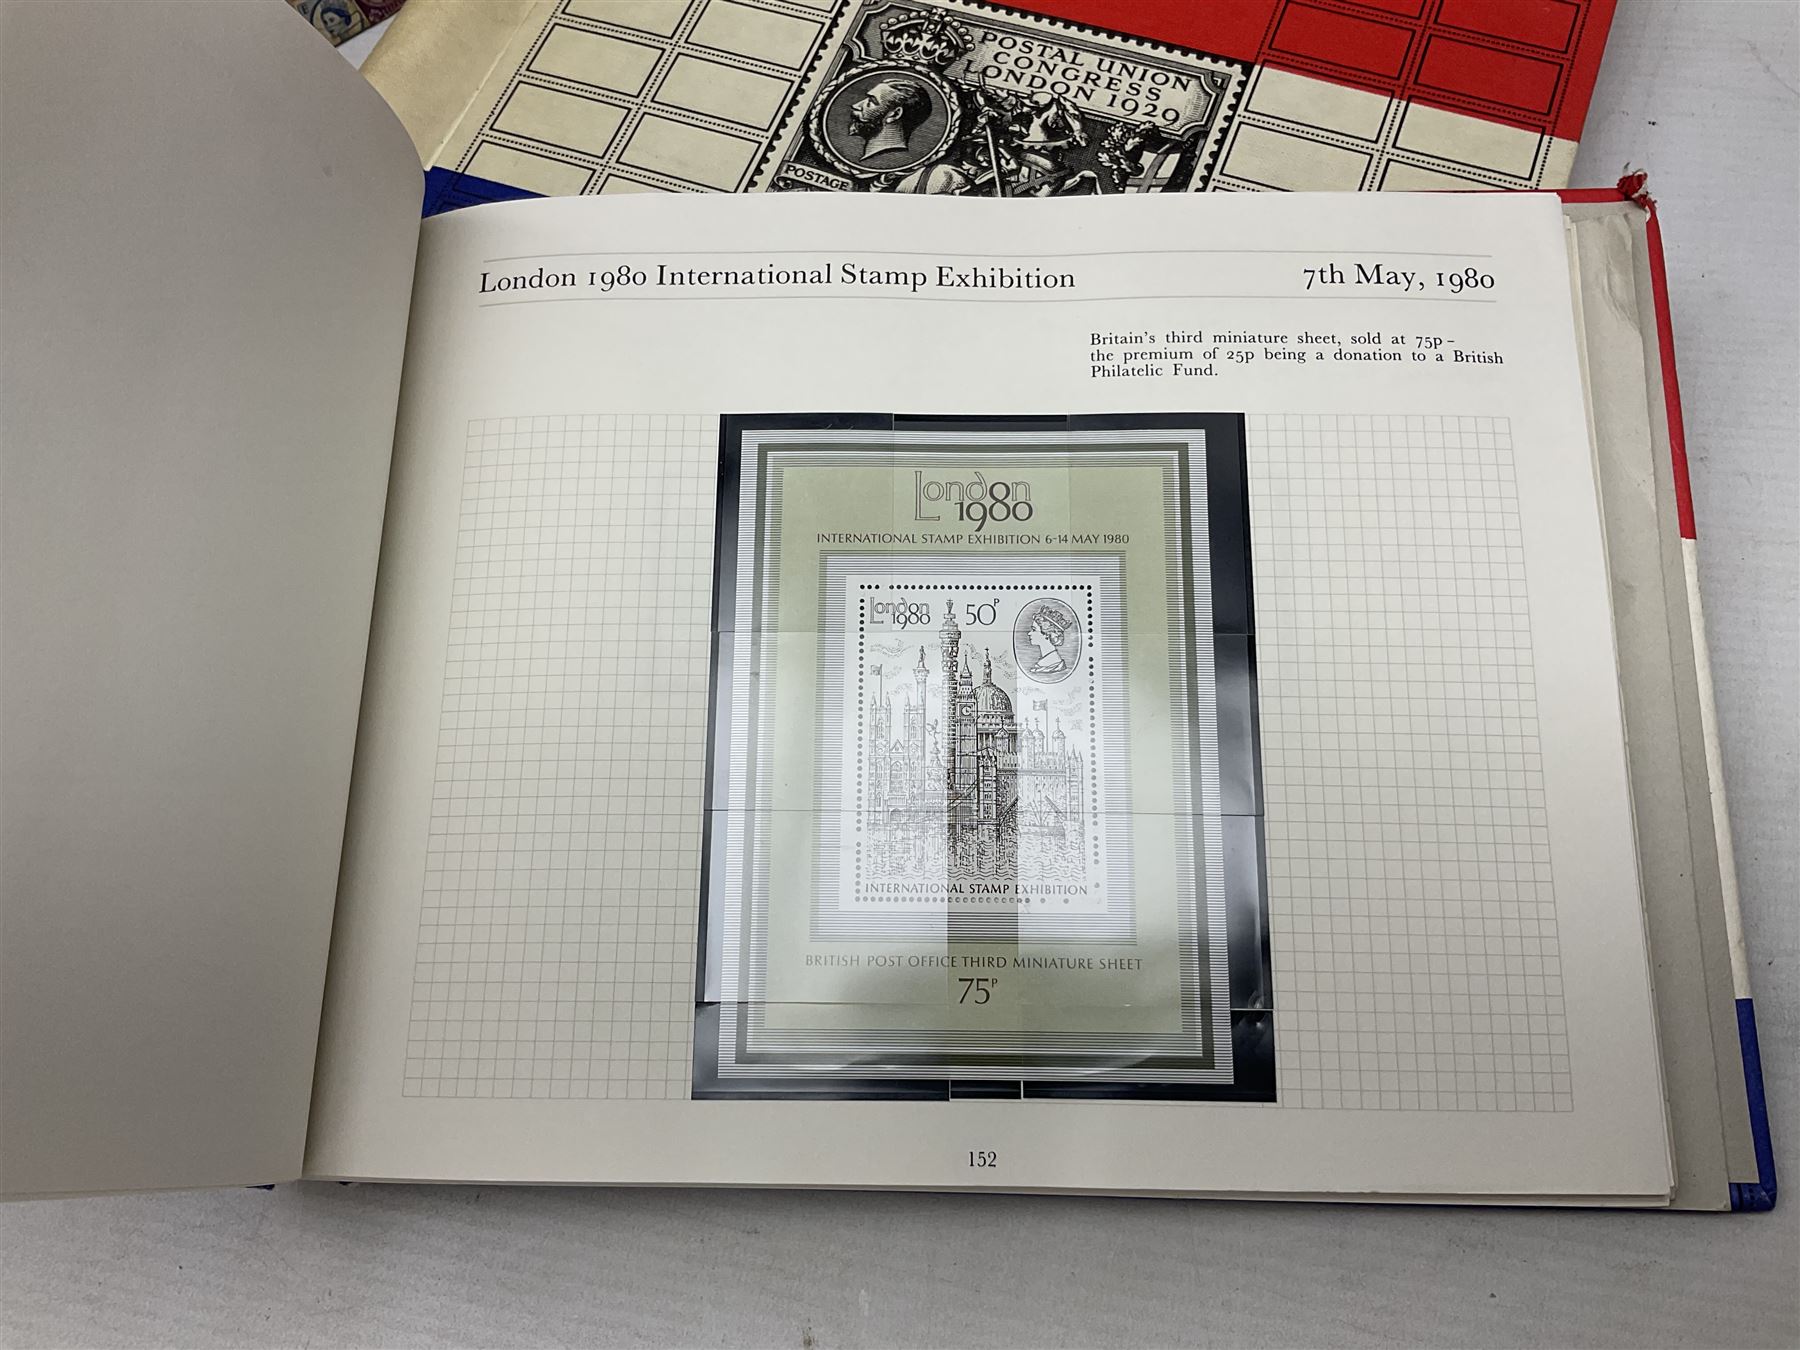 POSTAL UNION
CONGRESS
LONDON 1929
POSTAGE
London 1980 International Stamp Exhibition
7th May, 1980
Britain's third miniature sheet, sold at 75p –
the premium of 25p being a donation to a British
Philatelic Fund.
London
1980
INTERNATIONAL STAMP EXHIBITION 6-14 MAY 1980
London
1980
50P
INTERNATIONAL STAMP EXHIBITION
BRITISH POST OFFICE THIRD MINIATURE SHEET
75P
152